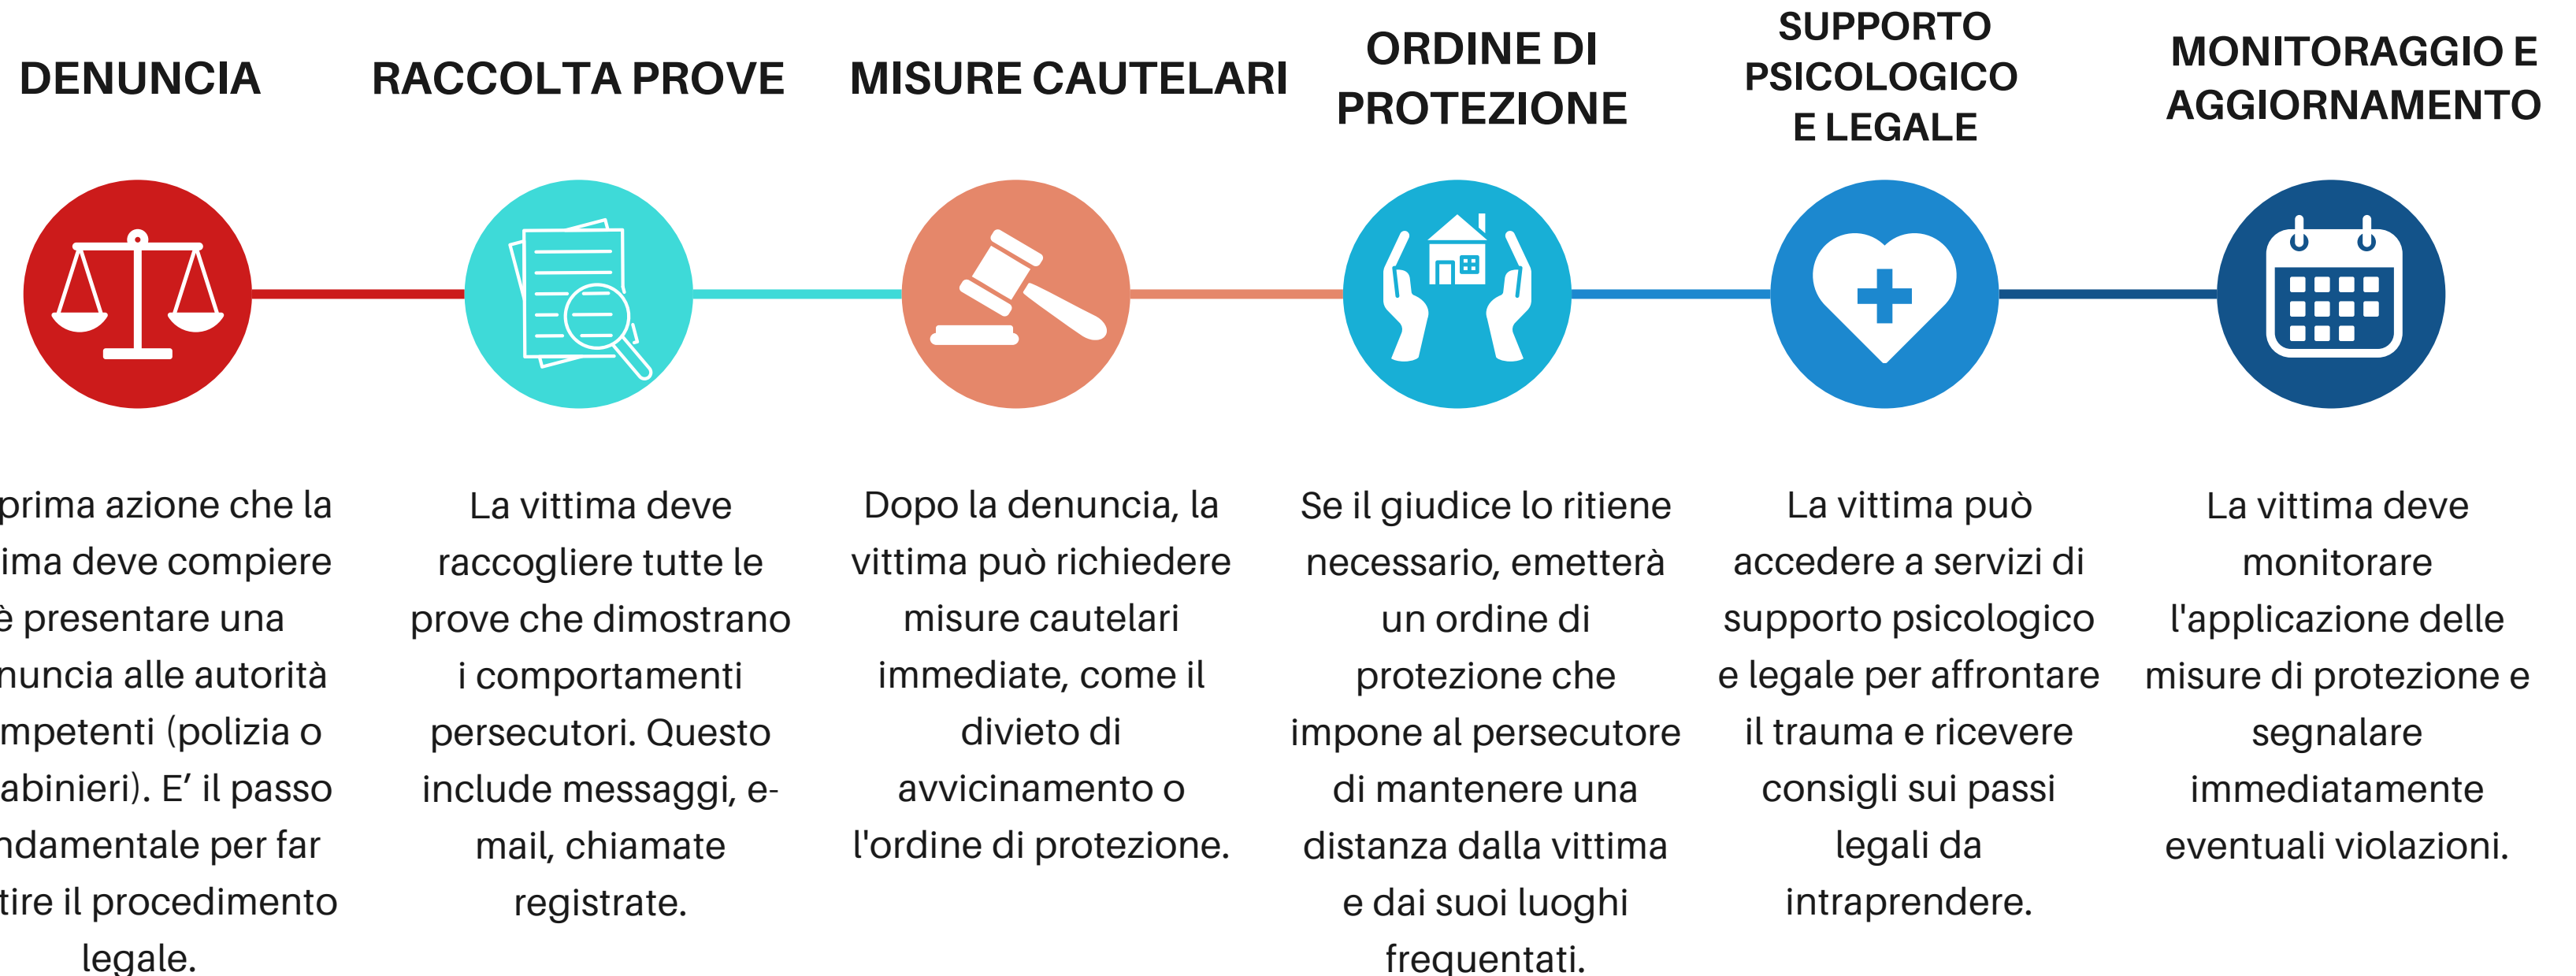 DENUNCIA
prima azione che la
ima deve compiere
è presentare una
nuncia alle autorità
mpetenti (polizia o
abinieri). E’ il passo
ndamentale per far
tire il procedimento
legale.
RACCOLTA PROVE
La vittima deve
raccogliere tutte le
prove che dimostrano
i comportamenti
persecutori. Questo
include messaggi, e-
mail, chiamate
registrate.
MISURE CAUTELARI
Dopo la denuncia, la
vittima può richiedere
misure cautelari
immediate, come il
divieto di
avvicinamento o
l'ordine di protezione.
ORDINE DI
PROTEZIONE
Se il giudice lo ritiene
necessario, emetterà
un ordine di
protezione che
impone al persecutore
di mantenere una
distanza dalla vittima
e dai suoi luoghi
frequentati.
SUPPORTO
PSICOLOGICO
E LEGALE
La vittima può
accedere a servizi di
supporto psicologico
e legale per affrontare
il trauma e ricevere
consigli sui passi
legali da
intraprendere.
MONITORAGGIO E
AGGIORNAMENTO
La vittima deve
monitorare
l'applicazione delle
misure di protezione e
segnalare
immediatamente
eventuali violazioni.